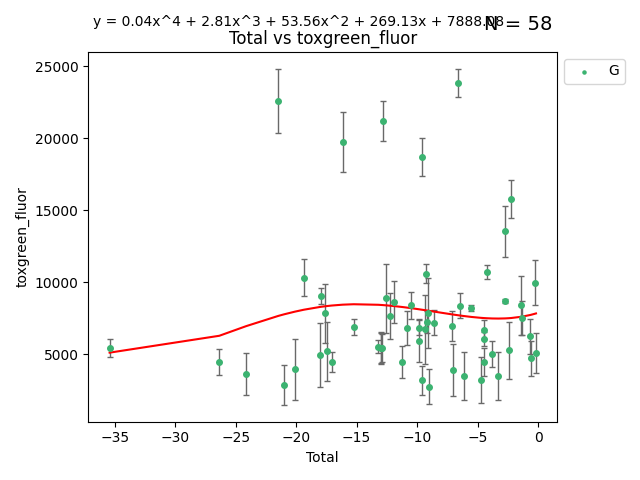 y = 0.04x^4 + 2.81x^3 + 53.56x^2 + 269.13x + 7888.08
N = 58
Total vs toxgreen_fluor
G
25000
20000
15000
10000
5000
toxgreen_fluor
−35 −30 −25 −20 −15 −10 −5 0
Total